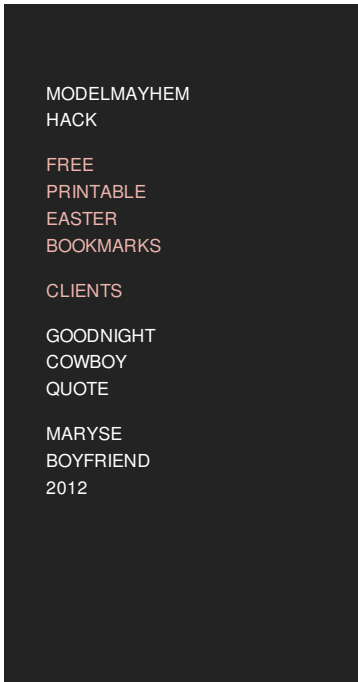 MODELMAYHEM
HACK
FREE
PRINTABLE
EASTER
BOOKMARKS
CLIENTS
GOODNIGHT
COWBOY
QUOTE
MARYSE
BOYFRIEND
2012